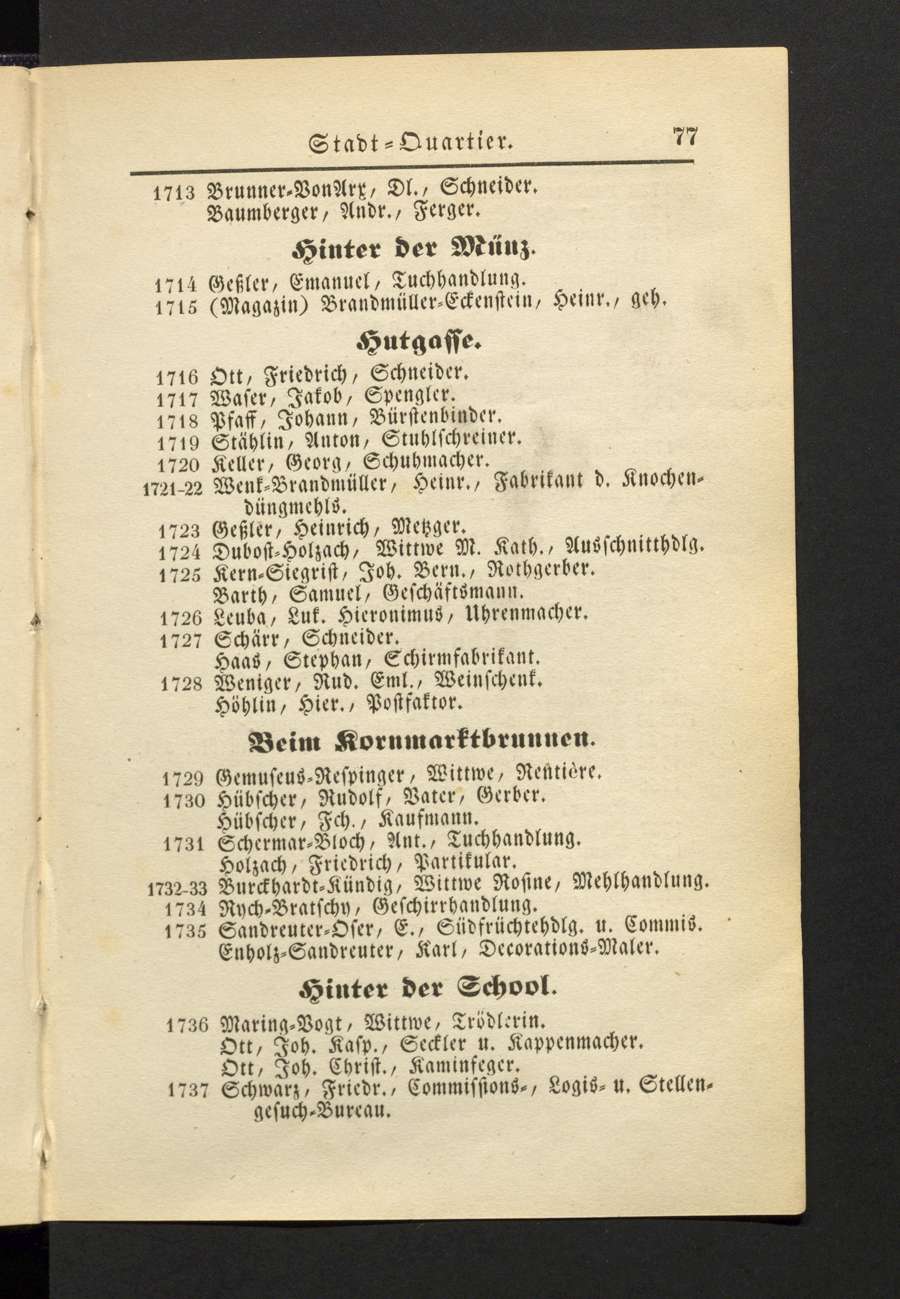 Stadt-Quartier. 77
1713 Brunner-VonArx, Dl., Schneider.
Baumberger, Andr., Ferger.
Hinter der Münz.
1714 Geßler, Emanuel, Tuchhandlung.
1715 (Magazin) Brandmüller-Eckenstein, Heinr., geh.
Hutgasse.
1716 Ott, Friedrich, Schneider.
1717 Waser, Jakob, Spengler.
1718 Pfaff, Johann, Bürstenbinder.
1719 Stählin, Anton, Stuhlschreiner.
1720 Keller, Georg, Schuhmacher.
1721-22 Wenk-Brandmüller, Heinr., Fabrikant d. Knochen-
düngmehls.
1723 Geßler, Heinrich, Metzger.
1724 Dubost-Holzach, Wittwe M. Kath., Ausschnitthdlg.
1725 Kern-Siegrist, Joh. Bern., Rothgerber.
Barth, Samuel, Geschäftsmann.
1726 Leuba, Luk. Hieronimus, Uhrenmacher.
1727 Schärr, Schneider.
Haas, Stephan, Schirmfabrikant.
1728 Weniger, Rud. Eml., Weinschenk.
Höhlin, Hier., Postfaktor.
Beim Kornmarktbrunnen.
1729 Gemuseus-Respinger, Wittwe, Rentière.
1730 Hübscher, Rudolf, Vater, Gerber.
Hübscher, Fch., Kaufmann.
1731 Schermar-Bloch, Ant., Tuchhandlung.
Holzach, Friedrich, Partikular.
1732-33 Burckhardt-Kündig, Wittwe Rosine, Mehlhandlung.
1734 Rych-Bratschy, Geschirrhandlung.
1735 Sandreuter-Oser, E., Südfrüchtehdlg. u. Commis.
Enholz-Sandreuter, Karl, Decorations-Maler.
Hinter der School.
1736 Maring-Vogt, Wittwe, Trödlerin.
Ott, Joh. Kasp., Seckler u. Kappenmacher.
Ott, Joh. Christ., Kaminfeger.
1737 Schwarz, Friedr., Commissions-, Logis- u. Stellen-
gesuch-Bureau.